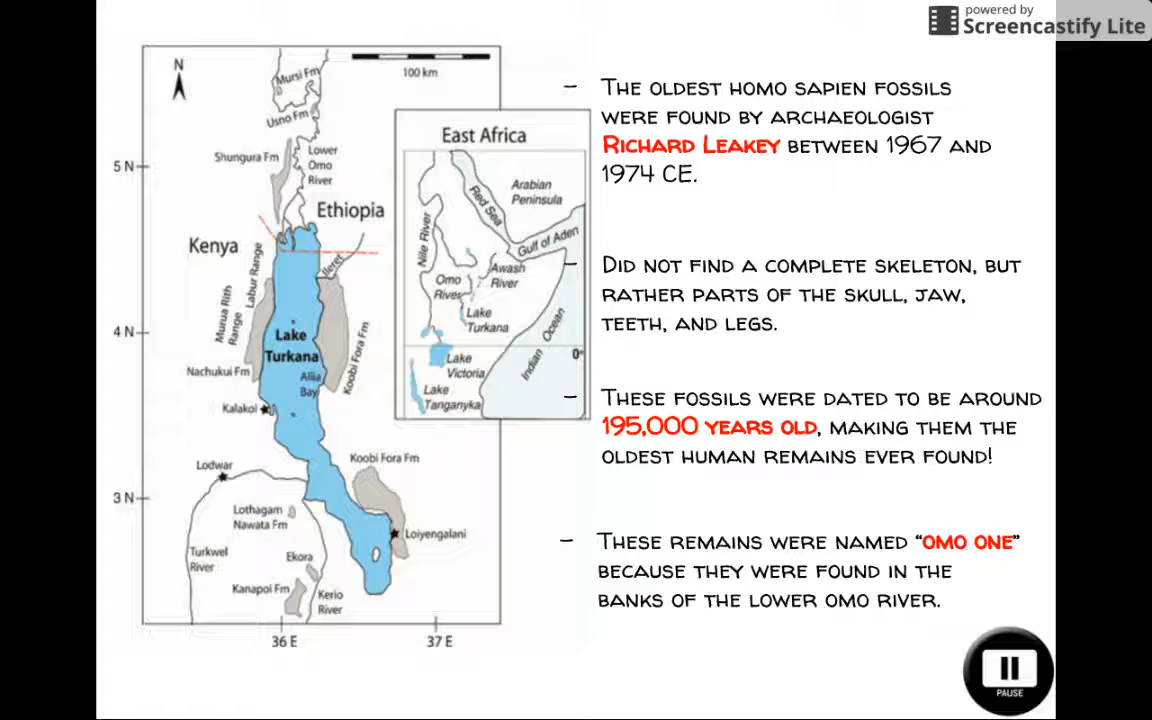 powered by
Screencastify Lite
N
100 km
Mursi Fm
Usno Fm
Shungura Fm
Lower
Omo
River
5 N
Ethiopia
Kenya
Ileret
Labur Range
Murua Rith
Range
4 N
Lake
Turkana
Koobi Fora Fm
Nachukui Fm
Allia
Bay
Kalakol
Koobi Fora Fm
Lodwar
3 N
Lothagam
Nawata Fm
Loiyengalani
Turkwel
River
Ekora
Kanapoi Fm
Kerio
River
36 E
37 E
East Africa
Arabian
Peninsula
Red Sea
Nile River
Gulf of Aden
Awash
River
Omo
River
Lake
Turkana
Indian Ocean
0°
Lake
Victoria
Lake
Tanganyka
- THE OLDEST HOMO SAPIEN FOSSILS
WERE FOUND BY ARCHAEOLOGIST
RICHARD LEAKEY BETWEEN 1967 AND
1974 CE.
- DID NOT FIND A COMPLETE SKELETON, BUT
RATHER PARTS OF THE SKULL, JAW,
TEETH, AND LEGS.
- THESE FOSSILS WERE DATED TO BE AROUND
195,000 YEARS OLD, MAKING THEM THE
OLDEST HUMAN REMAINS EVER FOUND!
- THESE REMAINS WERE NAMED “OMO ONE”
BECAUSE THEY WERE FOUND IN THE
BANKS OF THE LOWER OMO RIVER.
PAUSE